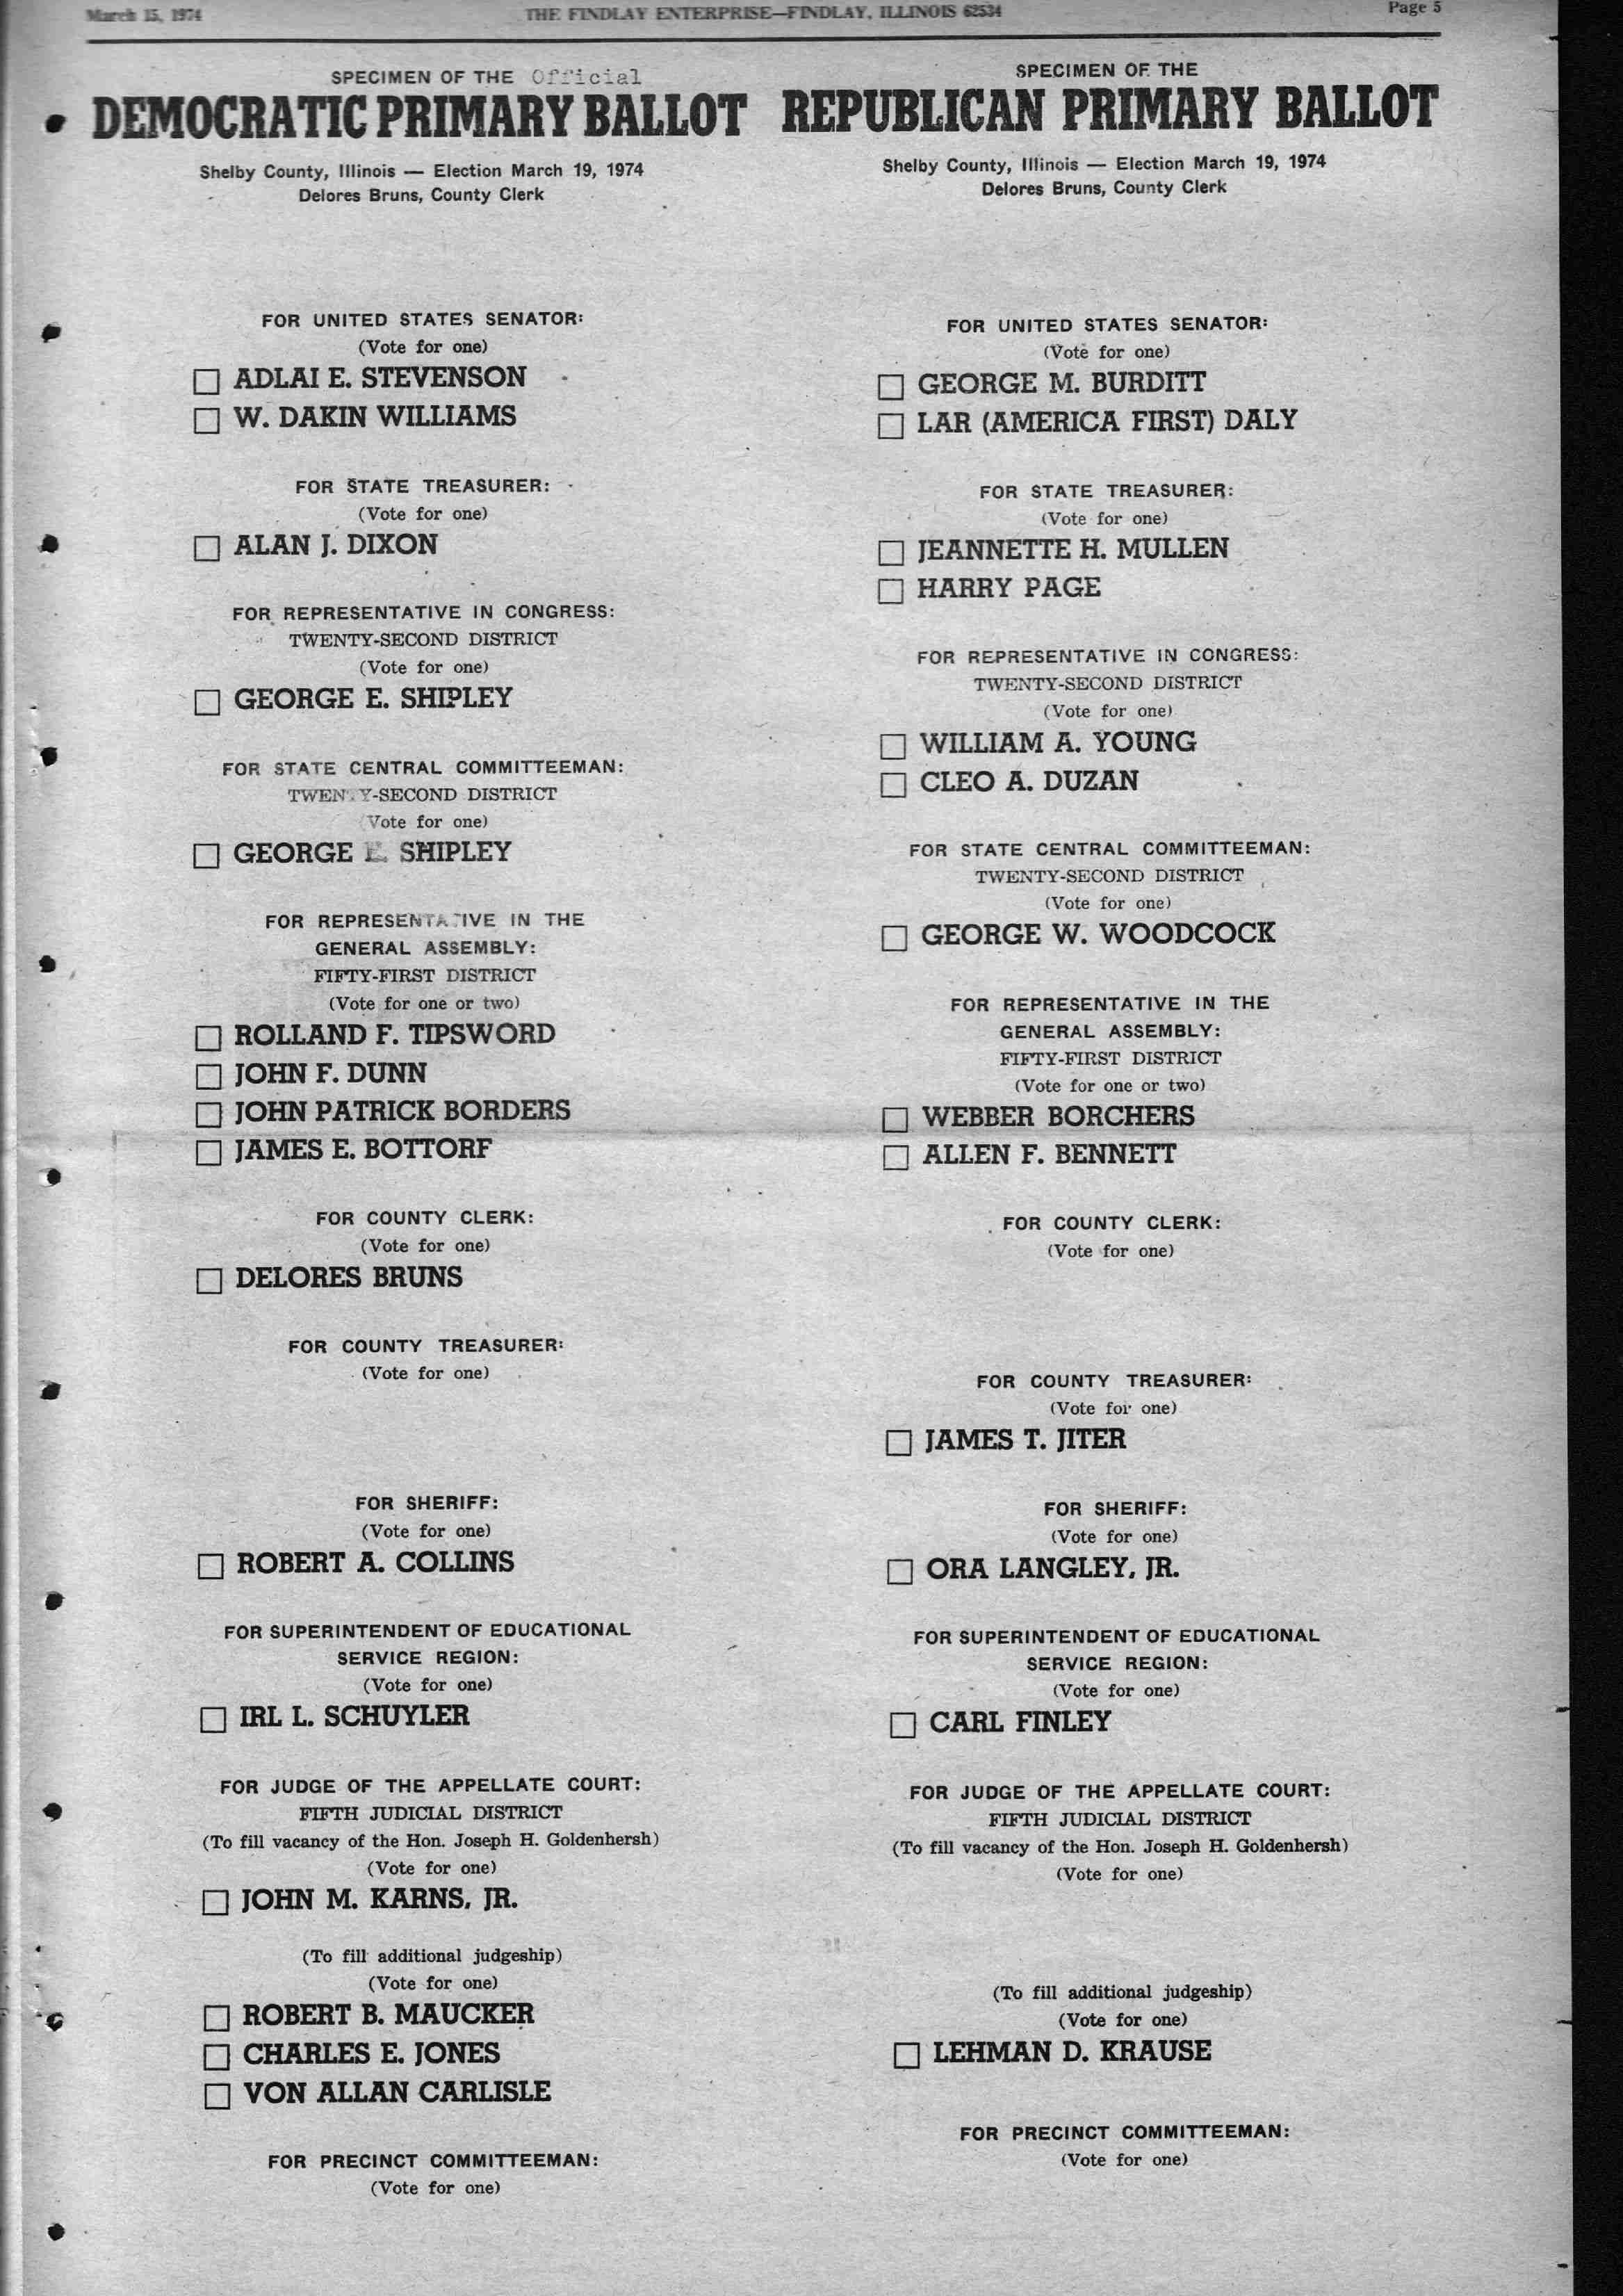 March 15, 1974
THE FINDLAY ENTERPRISE—FINDLAY, ILLINOIS 62534
Page 5
SPECIMEN OF THE Official
DEMOCRATIC PRIMARY BALLOT
Shelby County, Illinois — Election March 19, 1974
Delores Bruns, County Clerk
FOR UNITED STATES SENATOR:
(Vote for one)
ADLAI E. STEVENSON
W. DAKIN WILLIAMS
FOR STATE TREASURER:
(Vote for one)
ALAN J. DIXON
FOR REPRESENTATIVE IN CONGRESS:
TWENTY-SECOND DISTRICT
(Vote for one)
GEORGE E. SHIPLEY
FOR STATE CENTRAL COMMITTEEMAN:
TWENTY-SECOND DISTRICT
(Vote for one)
GEORGE E. SHIPLEY
FOR REPRESENTATIVE IN THE
GENERAL ASSEMBLY:
FIFTY-FIRST DISTRICT
(Vote for one or two)
ROLLAND F. TIPSWORD
JOHN F. DUNN
JOHN PATRICK BORDERS
JAMES E. BOTTORF
FOR COUNTY CLERK:
(Vote for one)
DELORES BRUNS
FOR COUNTY TREASURER:
(Vote for one)
FOR SHERIFF:
(Vote for one)
ROBERT A. COLLINS
FOR SUPERINTENDENT OF EDUCATIONAL
SERVICE REGION:
(Vote for one)
IRL L. SCHUYLER
FOR JUDGE OF THE APPELLATE COURT:
FIFTH JUDICIAL DISTRICT
(To fill vacancy of the Hon. Joseph H. Goldenhersh)
(Vote for one)
JOHN M. KARNS, JR.
(To fill additional judgeship)
(Vote for one)
ROBERT B. MAUCKER
CHARLES E. JONES
VON ALLAN CARLISLE
FOR PRECINCT COMMITTEEMAN:
(Vote for one)
SPECIMEN OF THE
REPUBLICAN PRIMARY BALLOT
Shelby County, Illinois — Election March 19, 1974
Delores Bruns, County Clerk
FOR UNITED STATES SENATOR:
(Vote for one)
GEORGE M. BURDITT
LAR (AMERICA FIRST) DALY
FOR STATE TREASURER:
(Vote for one)
JEANNETTE H. MULLEN
HARRY PAGE
FOR REPRESENTATIVE IN CONGRESS:
TWENTY-SECOND DISTRICT
(Vote for one)
WILLIAM A. YOUNG
CLEO A. DUZAN
FOR STATE CENTRAL COMMITTEEMAN:
TWENTY-SECOND DISTRICT
(Vote for one)
GEORGE W. WOODCOCK
FOR REPRESENTATIVE IN THE
GENERAL ASSEMBLY:
FIFTY-FIRST DISTRICT
(Vote for one or two)
WEBBER BORCHERS
ALLEN F. BENNETT
FOR COUNTY CLERK:
(Vote for one)
FOR COUNTY TREASURER:
(Vote for one)
JAMES T. JITER
FOR SHERIFF:
(Vote for one)
ORA LANGLEY, JR.
FOR SUPERINTENDENT OF EDUCATIONAL
SERVICE REGION:
(Vote for one)
CARL FINLEY
FOR JUDGE OF THE APPELLATE COURT:
FIFTH JUDICIAL DISTRICT
(To fill vacancy of the Hon. Joseph H. Goldenhersh)
(Vote for one)
(To fill additional judgeship)
(Vote for one)
LEHMAN D. KRAUSE
FOR PRECINCT COMMITTEEMAN:
(Vote for one)